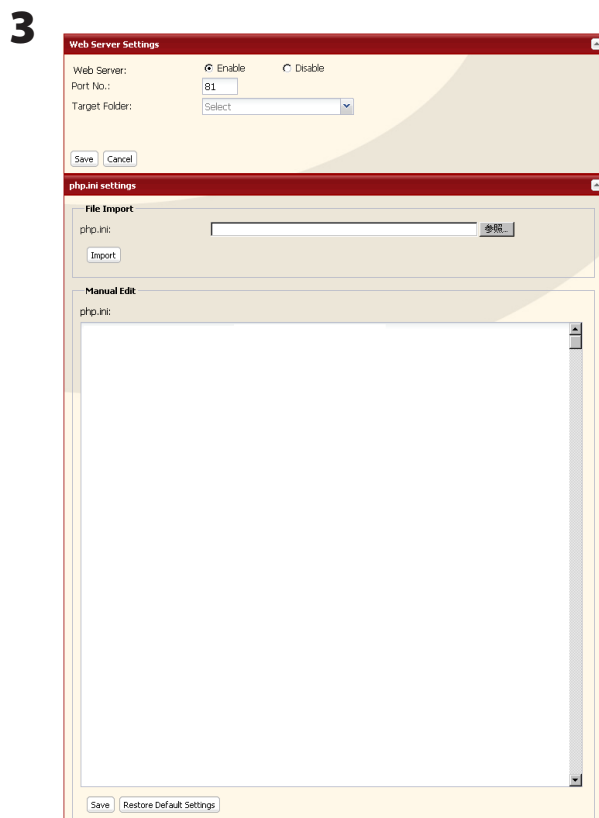 3
Web Server Settings
Web Server: Enable Disable
Port No.: 81
Target Folder: Select
Save Cancel
php.ini settings
File Import
php.ini: 参照...
Import
Manual Edit
php.ini:
Save Restore Default Settings